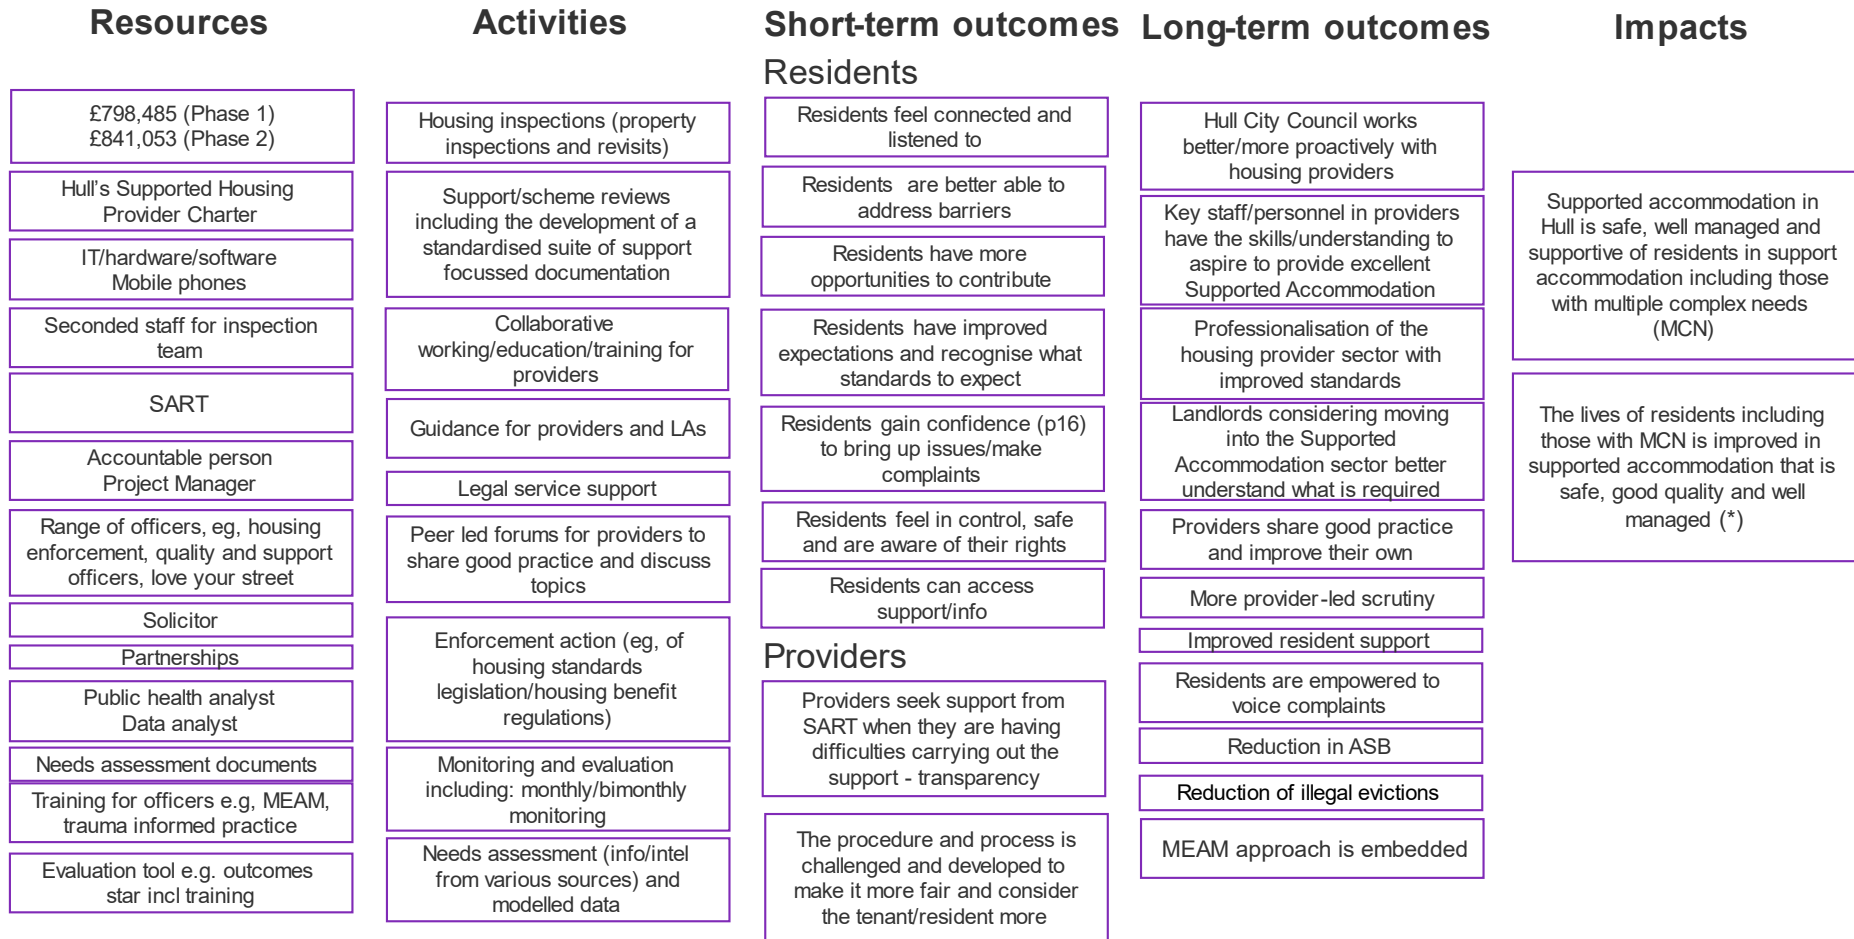 Resources
£798,485 (Phase 1)
£841,053 (Phase 2)
Hull's Supported Housing
Provider Charter
IT/hardware/software
Mobile phones
Seconded staff for inspection
team
SART
Accountable person
Project Manager
Range of officers, eg, housing
enforcement, quality and support
officers, love your street
Solicitor
Partnerships
Public health analyst
Data analyst
Needs assessment documents
Training for officers e.g, MEAM,
trauma informed practice
Evaluation tool e.g. outcomes
star incl training
Activities
Housing inspections (property
inspections and revisits)
Support/scheme reviews
including the development of a
standardised suite of support
focussed documentation
Collaborative
working/education/training for
providers
Guidance for providers and LAs
Legal service support
Peer led forums for providers to
share good practice and discuss
topics
Enforcement action (eg, of
housing standards
legislation/housing benefit
regulations)
Monitoring and evaluation
including: monthly/bimonthly
monitoring
Needs assessment (info/intel
from various sources) and
modelled data
Short-term outcomes
Residents
Residents feel connected and
listened to
Residents are better able to
address barriers
Residents have more
opportunities to contribute
Residents have improved
expectations and recognise what
standards to expect
Residents gain confidence (p16)
to bring up issues/make
complaints
Residents feel in control, safe
and are aware of their rights
Residents can access
support/info
Providers
Providers seek support from
SART when they are having
difficulties carrying out the
support - transparency
The procedure and process is
challenged and developed to
make it more fair and consider
the tenant/resident more
Long-term outcomes
Hull City Council works
better/more proactively with
housing providers
Key staff/personnel in providers
have the skills/understanding to
aspire to provide excellent
Supported Accommodation
Professionalisation of the
housing provider sector with
improved standards
Landlords considering moving
into the Supported
Accommodation sector better
understand what is required
Providers share good practice
and improve their own
More provider-led scrutiny
Improved resident support
Residents are empowered to
voice complaints
Reduction in ASB
Reduction of illegal evictions
MEAM approach is embedded
Impacts
Supported accommodation in
Hull is safe, well managed and
supportive of residents in support
accommodation including those
with multiple complex needs
(MCN)
The lives of residents including
those with MCN is improved in
supported accommodation that is
safe, good quality and well
managed (*)